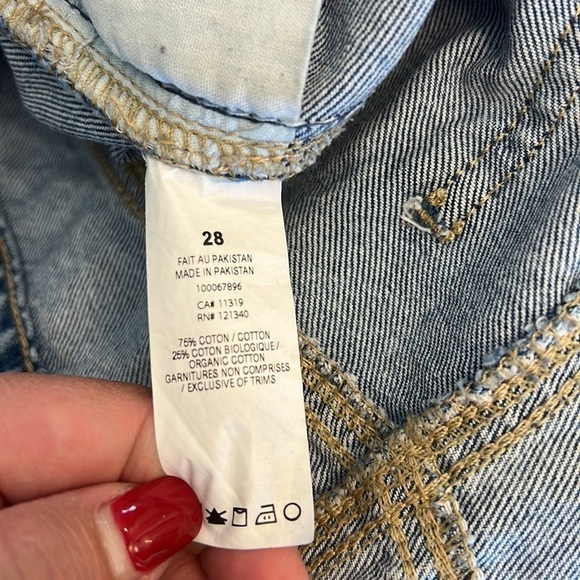 28
FAIT AU PAKISTAN
MADE IN PAKISTAN
100067896
CA# 11319
RN# 121340
75% COTON / COTTON
25% COTON BIOLOGIQUE/
ORGANIC COTTON
GARNITURES NON COMPRISES
/ EXCLUSIVE OF TRIMS